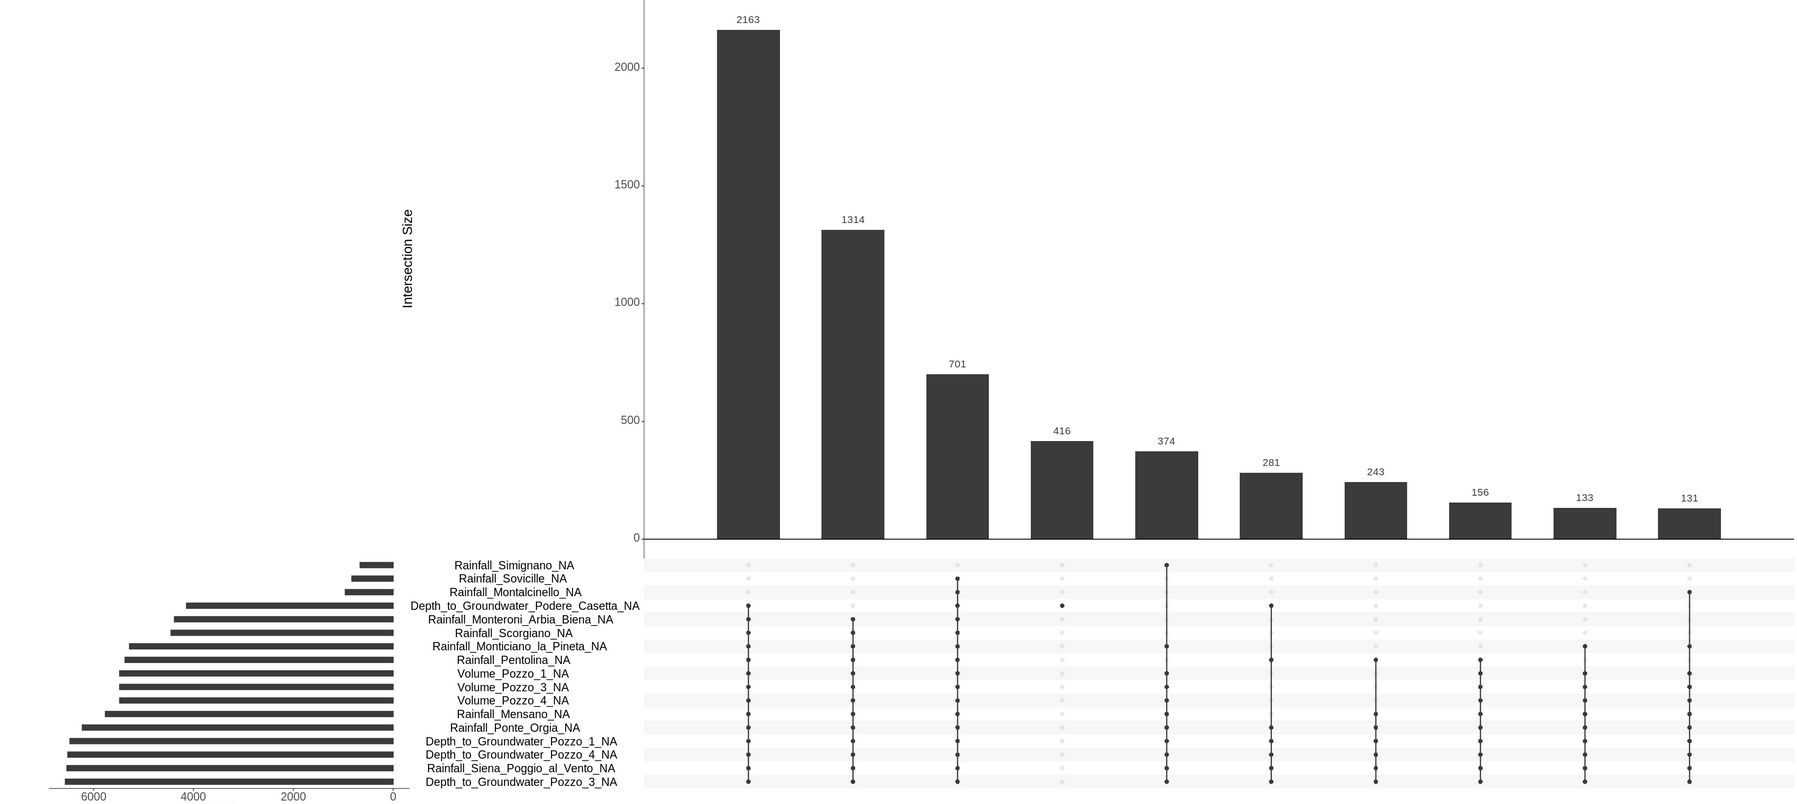 2163
2000
1500
1314
1000
701
500
416
374
281
243
156
133
131
0
Intersection Size
Rainfall_Simignano_NA
Rainfall_Sovicille_NA
Rainfall_Montalcinello_NA
Depth_to_Groundwater_Podere_Casetta_NA
Rainfall_Monteroni_Arbia_Biena_NA
Rainfall_Scorgiano_NA
Rainfall_Monticiano_la_Pineta_NA
Rainfall_Pentolina_NA
Volume_Pozzo_1_NA
Volume_Pozzo_3_NA
Volume_Pozzo_4_NA
Rainfall_Mensano_NA
Rainfall_Ponte_Orgia_NA
Depth_to_Groundwater_Pozzo_1_NA
Depth_to_Groundwater_Pozzo_4_NA
Rainfall_Siena_Poggio_al_Vento_NA
Depth_to_Groundwater_Pozzo_3_NA
6000 4000 2000 0